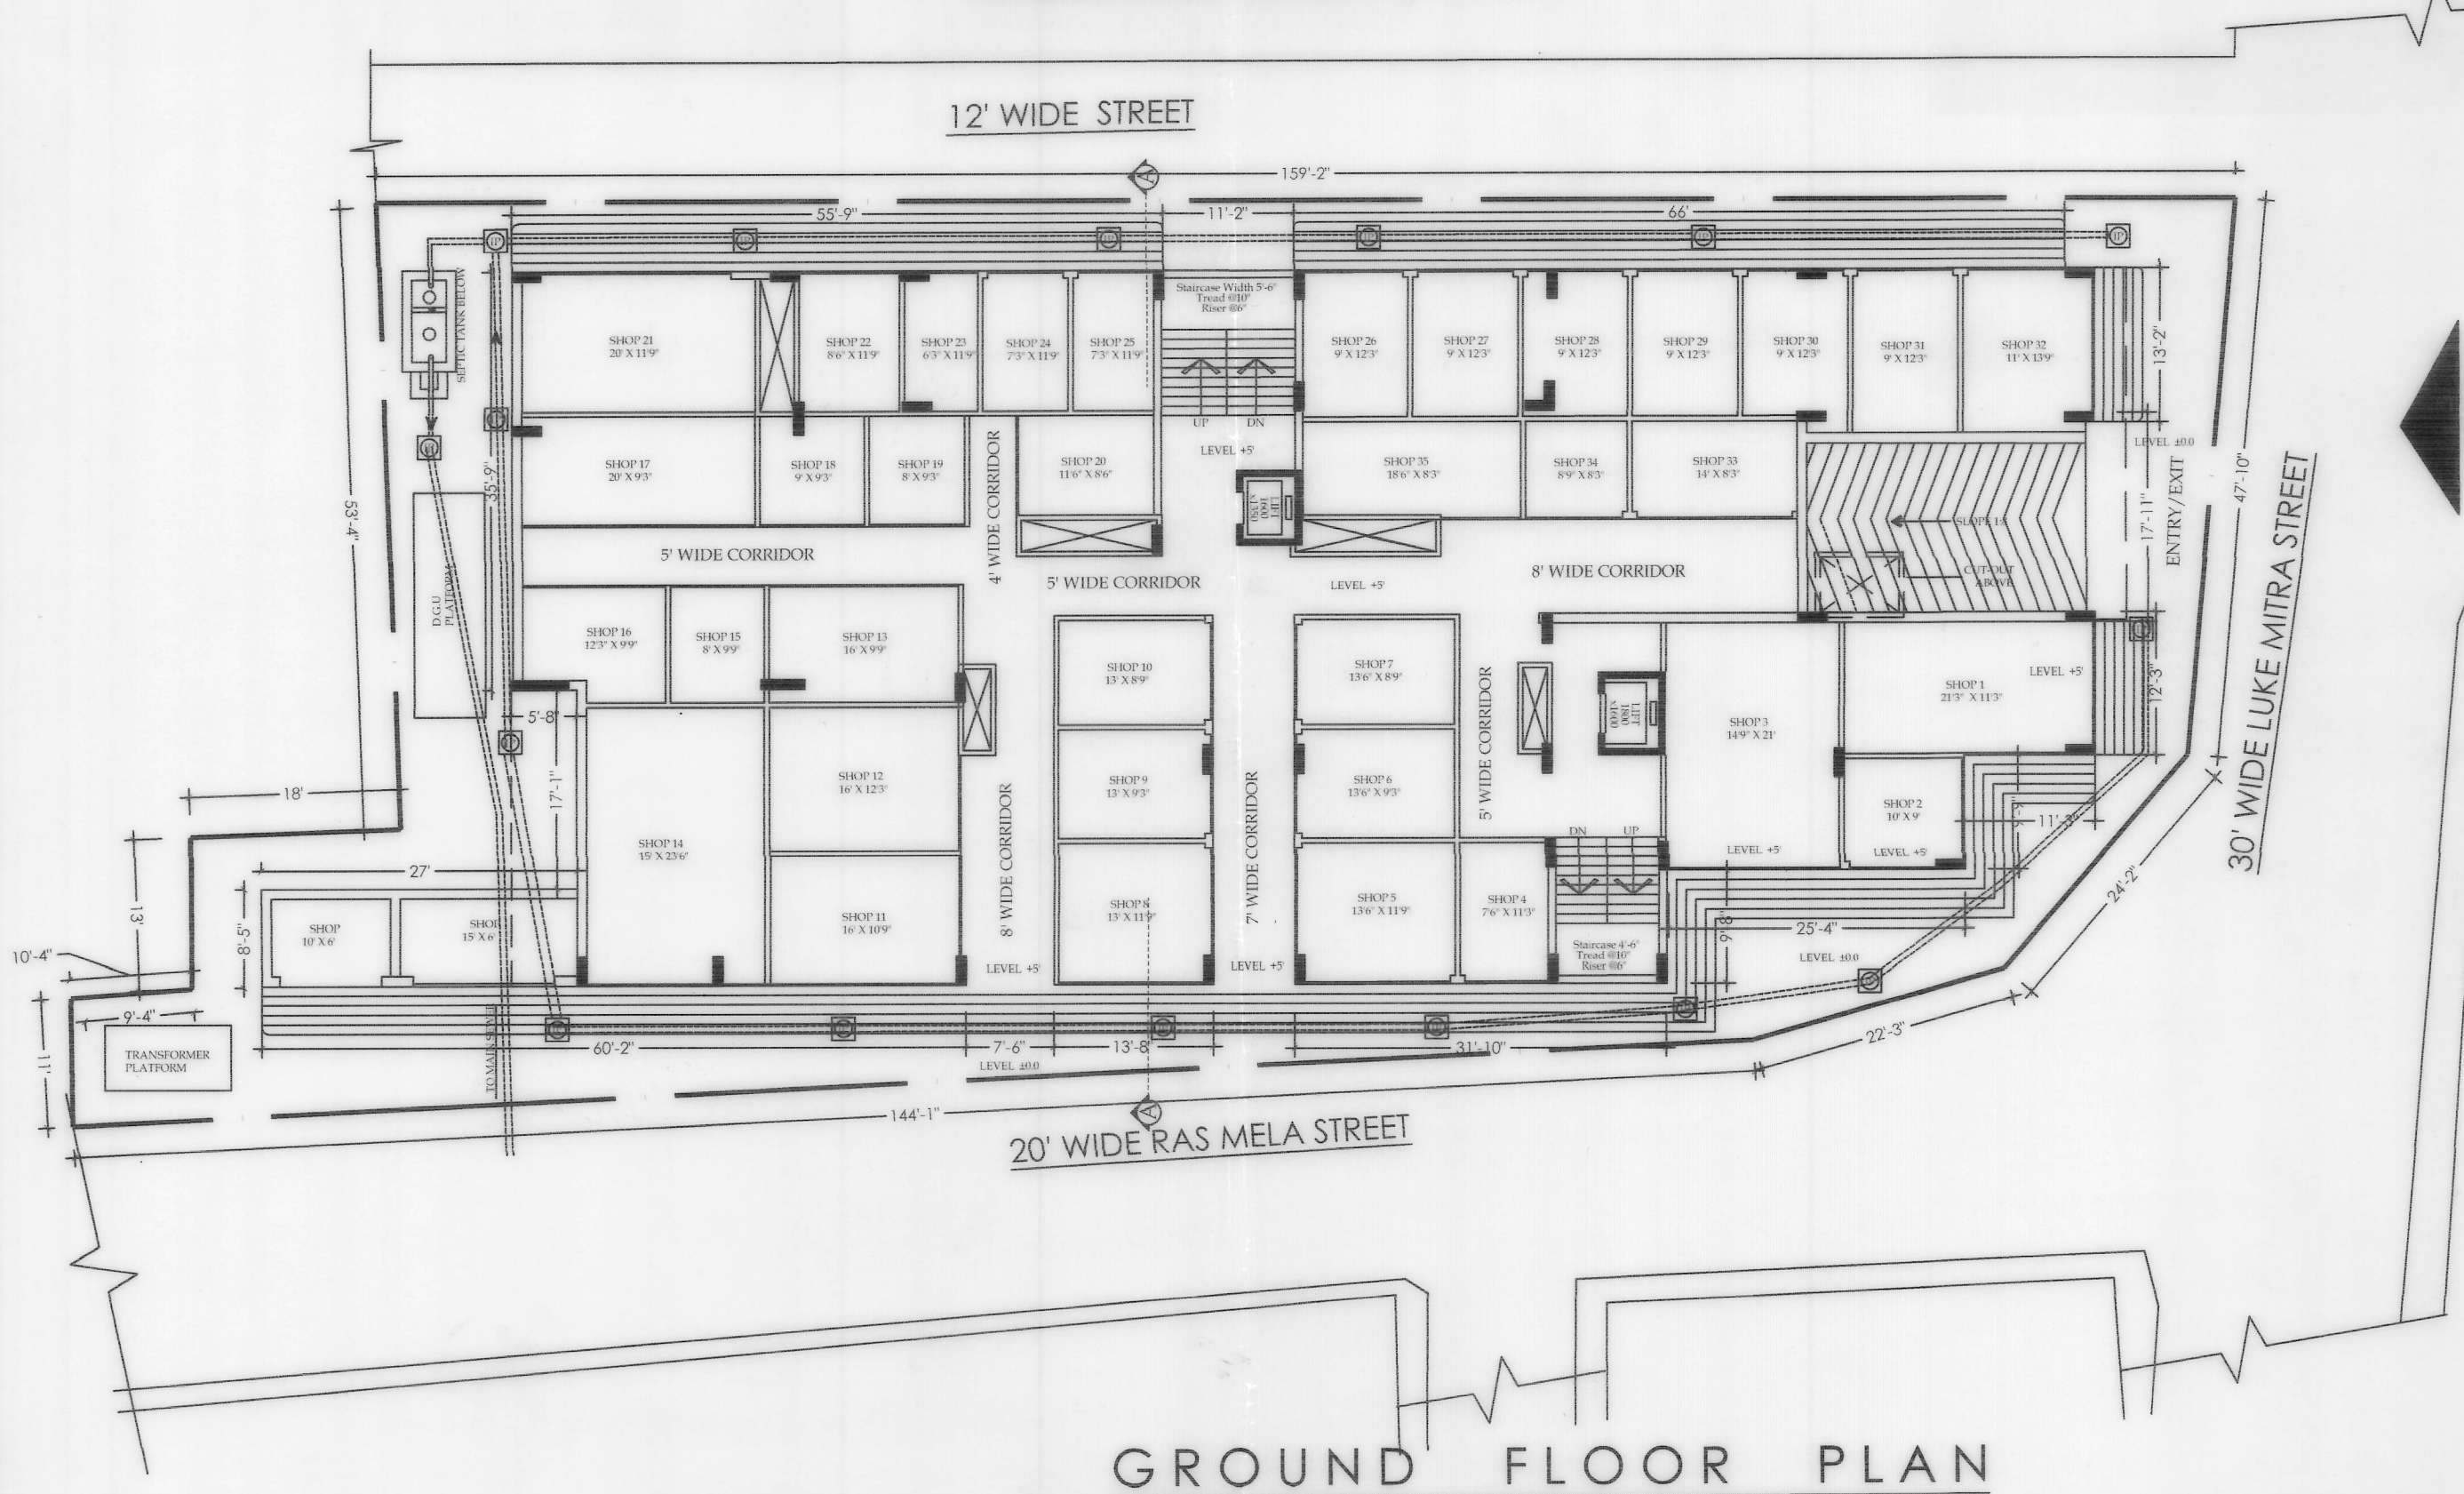 12' WIDE STREET
159'-2"
A
55'-9"
11'-2"
66'
SEPTIC TANK BELOW
SHOP 21
20' X 11'9"
SHOP 22
8'6" X 11'9"
SHOP 23
6'3" X 11'9"
SHOP 24
7'3" X 11'9"
SHOP 25
7'3" X 11'9"
Staircase Width 5'-6"
Tread @10"
Riser @6"
UP
DN
LEVEL +5'
SHOP 26
9' X 12'3"
SHOP 27
9' X 12'3"
SHOP 28
9' X 12'3"
SHOP 29
9' X 12'3"
SHOP 30
9' X 12'3"
SHOP 31
9' X 12'3"
SHOP 32
11' X 13'9"
13'-2"
LEVEL ±0.0
53'-4"
35'-9"
SHOP 17
20' X 9'3"
SHOP 18
9' X 9'3"
SHOP 19
8' X 9'3"
4' WIDE CORRIDOR
SHOP 20
11'6" X 8'6"
LIFT
1600
x1350
SHOP 35
18'6" X 8'3"
SHOP 34
8'9" X 8'3"
SHOP 33
14' X 8'3"
SLOPE
CUT-OUT
ABOVE
17'-11"
ENTRY/EXIT
47'-10"
30' WIDE LUKE MITRA STREET
5' WIDE CORRIDOR
5' WIDE CORRIDOR
LEVEL +5'
8' WIDE CORRIDOR
D.G.U
PLATFORM
SHOP 16
12'3" X 9'9"
SHOP 15
8' X 9'9"
SHOP 13
16' X 9'9"
SHOP 10
13' X 8'9"
SHOP 7
13'6" X 8'9"
5' WIDE CORRIDOR
LIFT
1800
x1600
SHOP 3
14'9" X 21'
SHOP 1
21'3" X 11'3"
LEVEL +5'
12'-3"
5'-8"
17'-1"
18'
SHOP 12
16' X 12'3"
SHOP 9
13' X 9'3"
SHOP 6
13'6" X 9'3"
SHOP 2
10' X 9'
LEVEL +5'
LEVEL +5'
11'-3"
24'-2"
13'
27'
8'-5"
SHOP
10' X 6'
SHOP
15' X 6'
SHOP 14
15' X 23'6"
SHOP 11
16' X 10'9"
8' WIDE CORRIDOR
LEVEL +5'
SHOP 8
13' X 11'9"
7' WIDE CORRIDOR
LEVEL +5'
SHOP 5
13'6" X 11'9"
SHOP 4
7'6" X 11'3"
DN
UP
Staircase 4'-6"
Tread @10"
Riser @6"
9'-8"
25'-4"
LEVEL ±0.0
10'-4"
9'-4"
11'
TRANSFORMER
PLATFORM
TO MAIN SEWER
60'-2"
7'-6"
13'-8"
31'-10"
22'-3"
LEVEL ±0.0
144'-1"
A
20' WIDE RAS MELA STREET
GROUND FLOOR PLAN